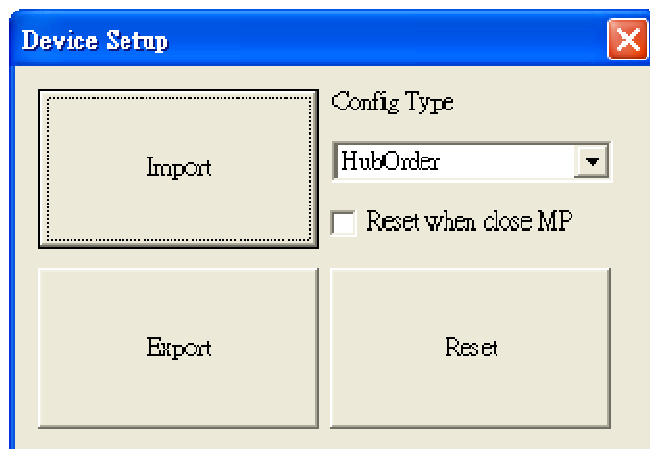 Device Setup
Import
Config Type
HubOrder
Reset when close MP
Export
Reset